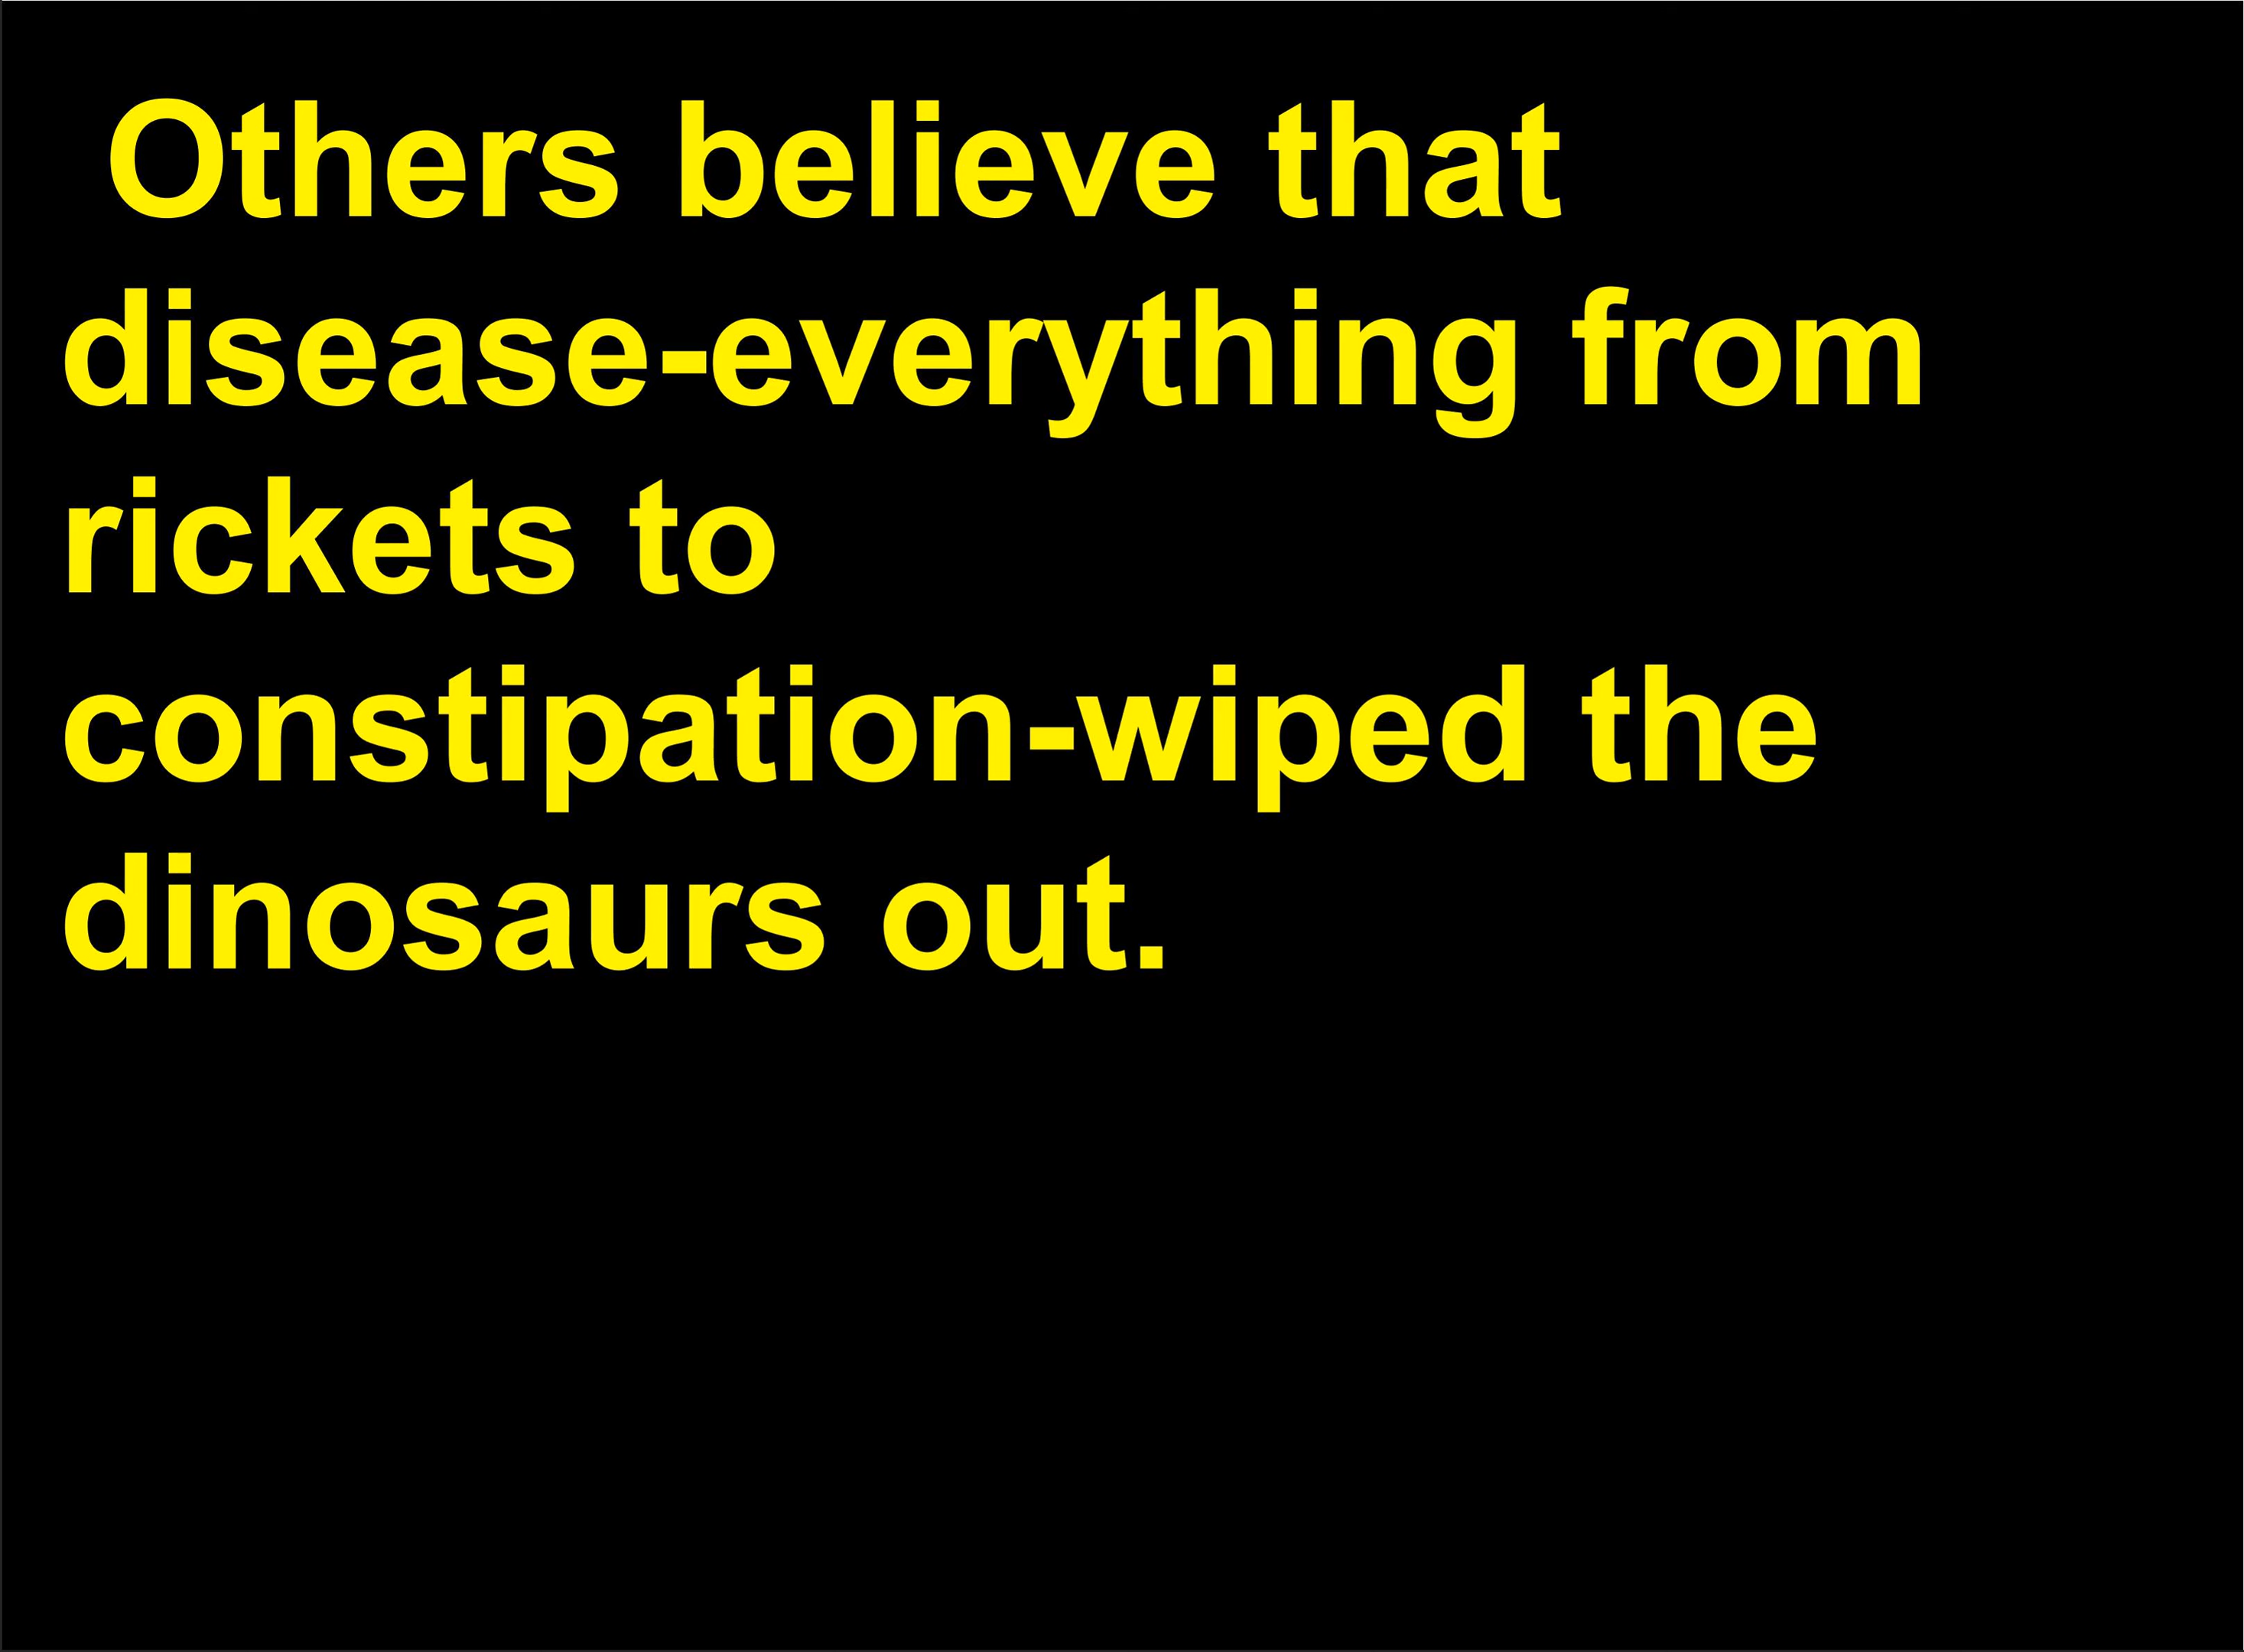 Others believe that
disease-everything from
rickets to
constipation-wiped the
dinosaurs out.